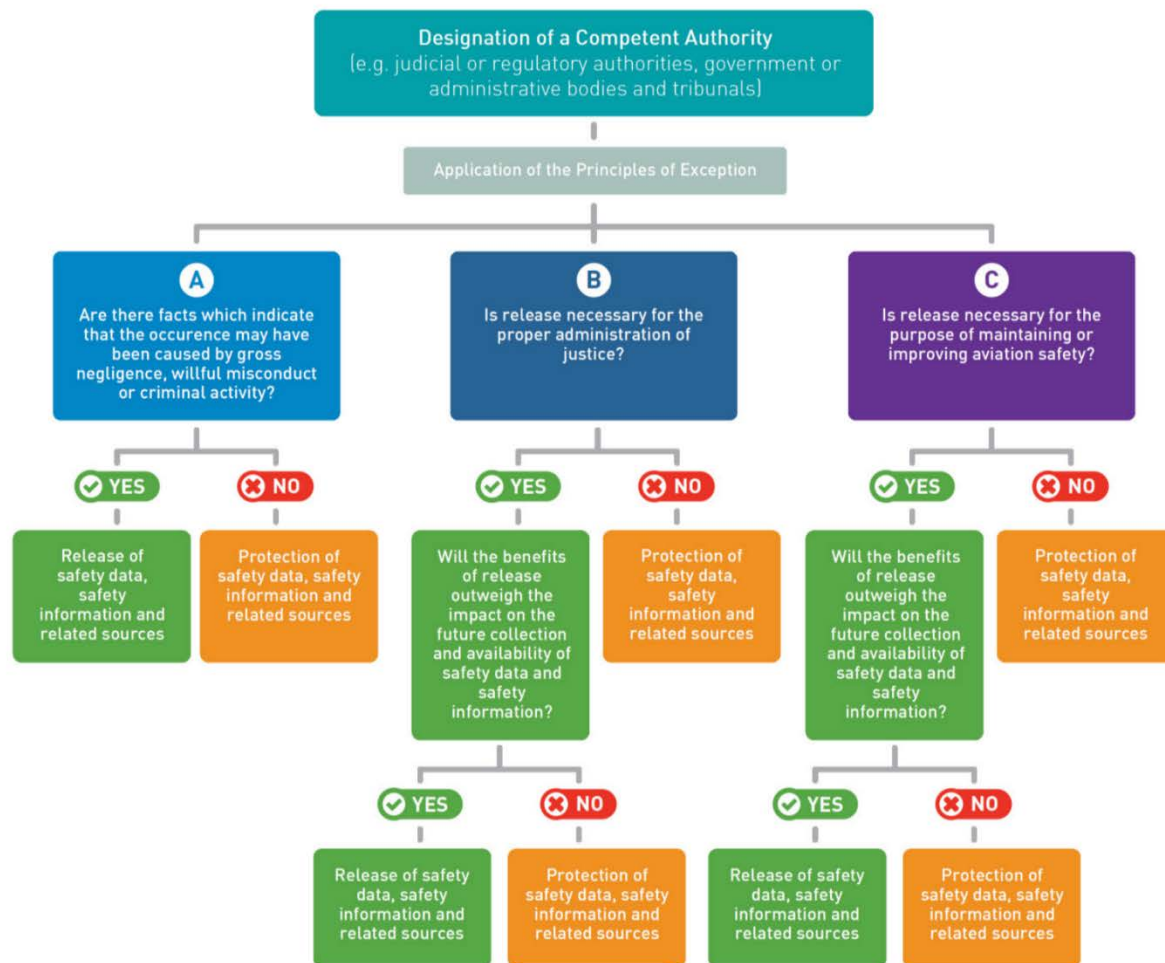 Designation of a Competent Authority
(e.g. judicial or regulatory authorities, government or
administrative bodies and tribunals)
Application of the Principles of Exception
A
Are there facts which indicate
that the occurence may have
been caused by gross
negligence, willful misconduct
or criminal activity?
B
Is release necessary for the
proper administration of
justice?
C
Is release necessary for the
purpose of maintaining or
improving aviation safety?
YES
NO
YES
NO
YES
NO
Release of
safety data,
safety
information and
related sources
Protection of
safety data, safety
information and
related sources
Will the benefits
of release
outweigh the
impact on the
future collection
and availability of
safety data and
safety
information?
Protection of
safety data,
safety
information and
related sources
Will the benefits
of release
outweigh the
impact on the
future collection
and availability of
safety data and
safety
information?
Protection of
safety data,
safety
information and
related sources
YES
NO
YES
NO
Release of safety
data, safety
information and
related sources
Protection of
safety data, safety
information and
related sources
Release of safety
data, safety
information and
related sources
Protection of
safety data, safety
information and
related sources